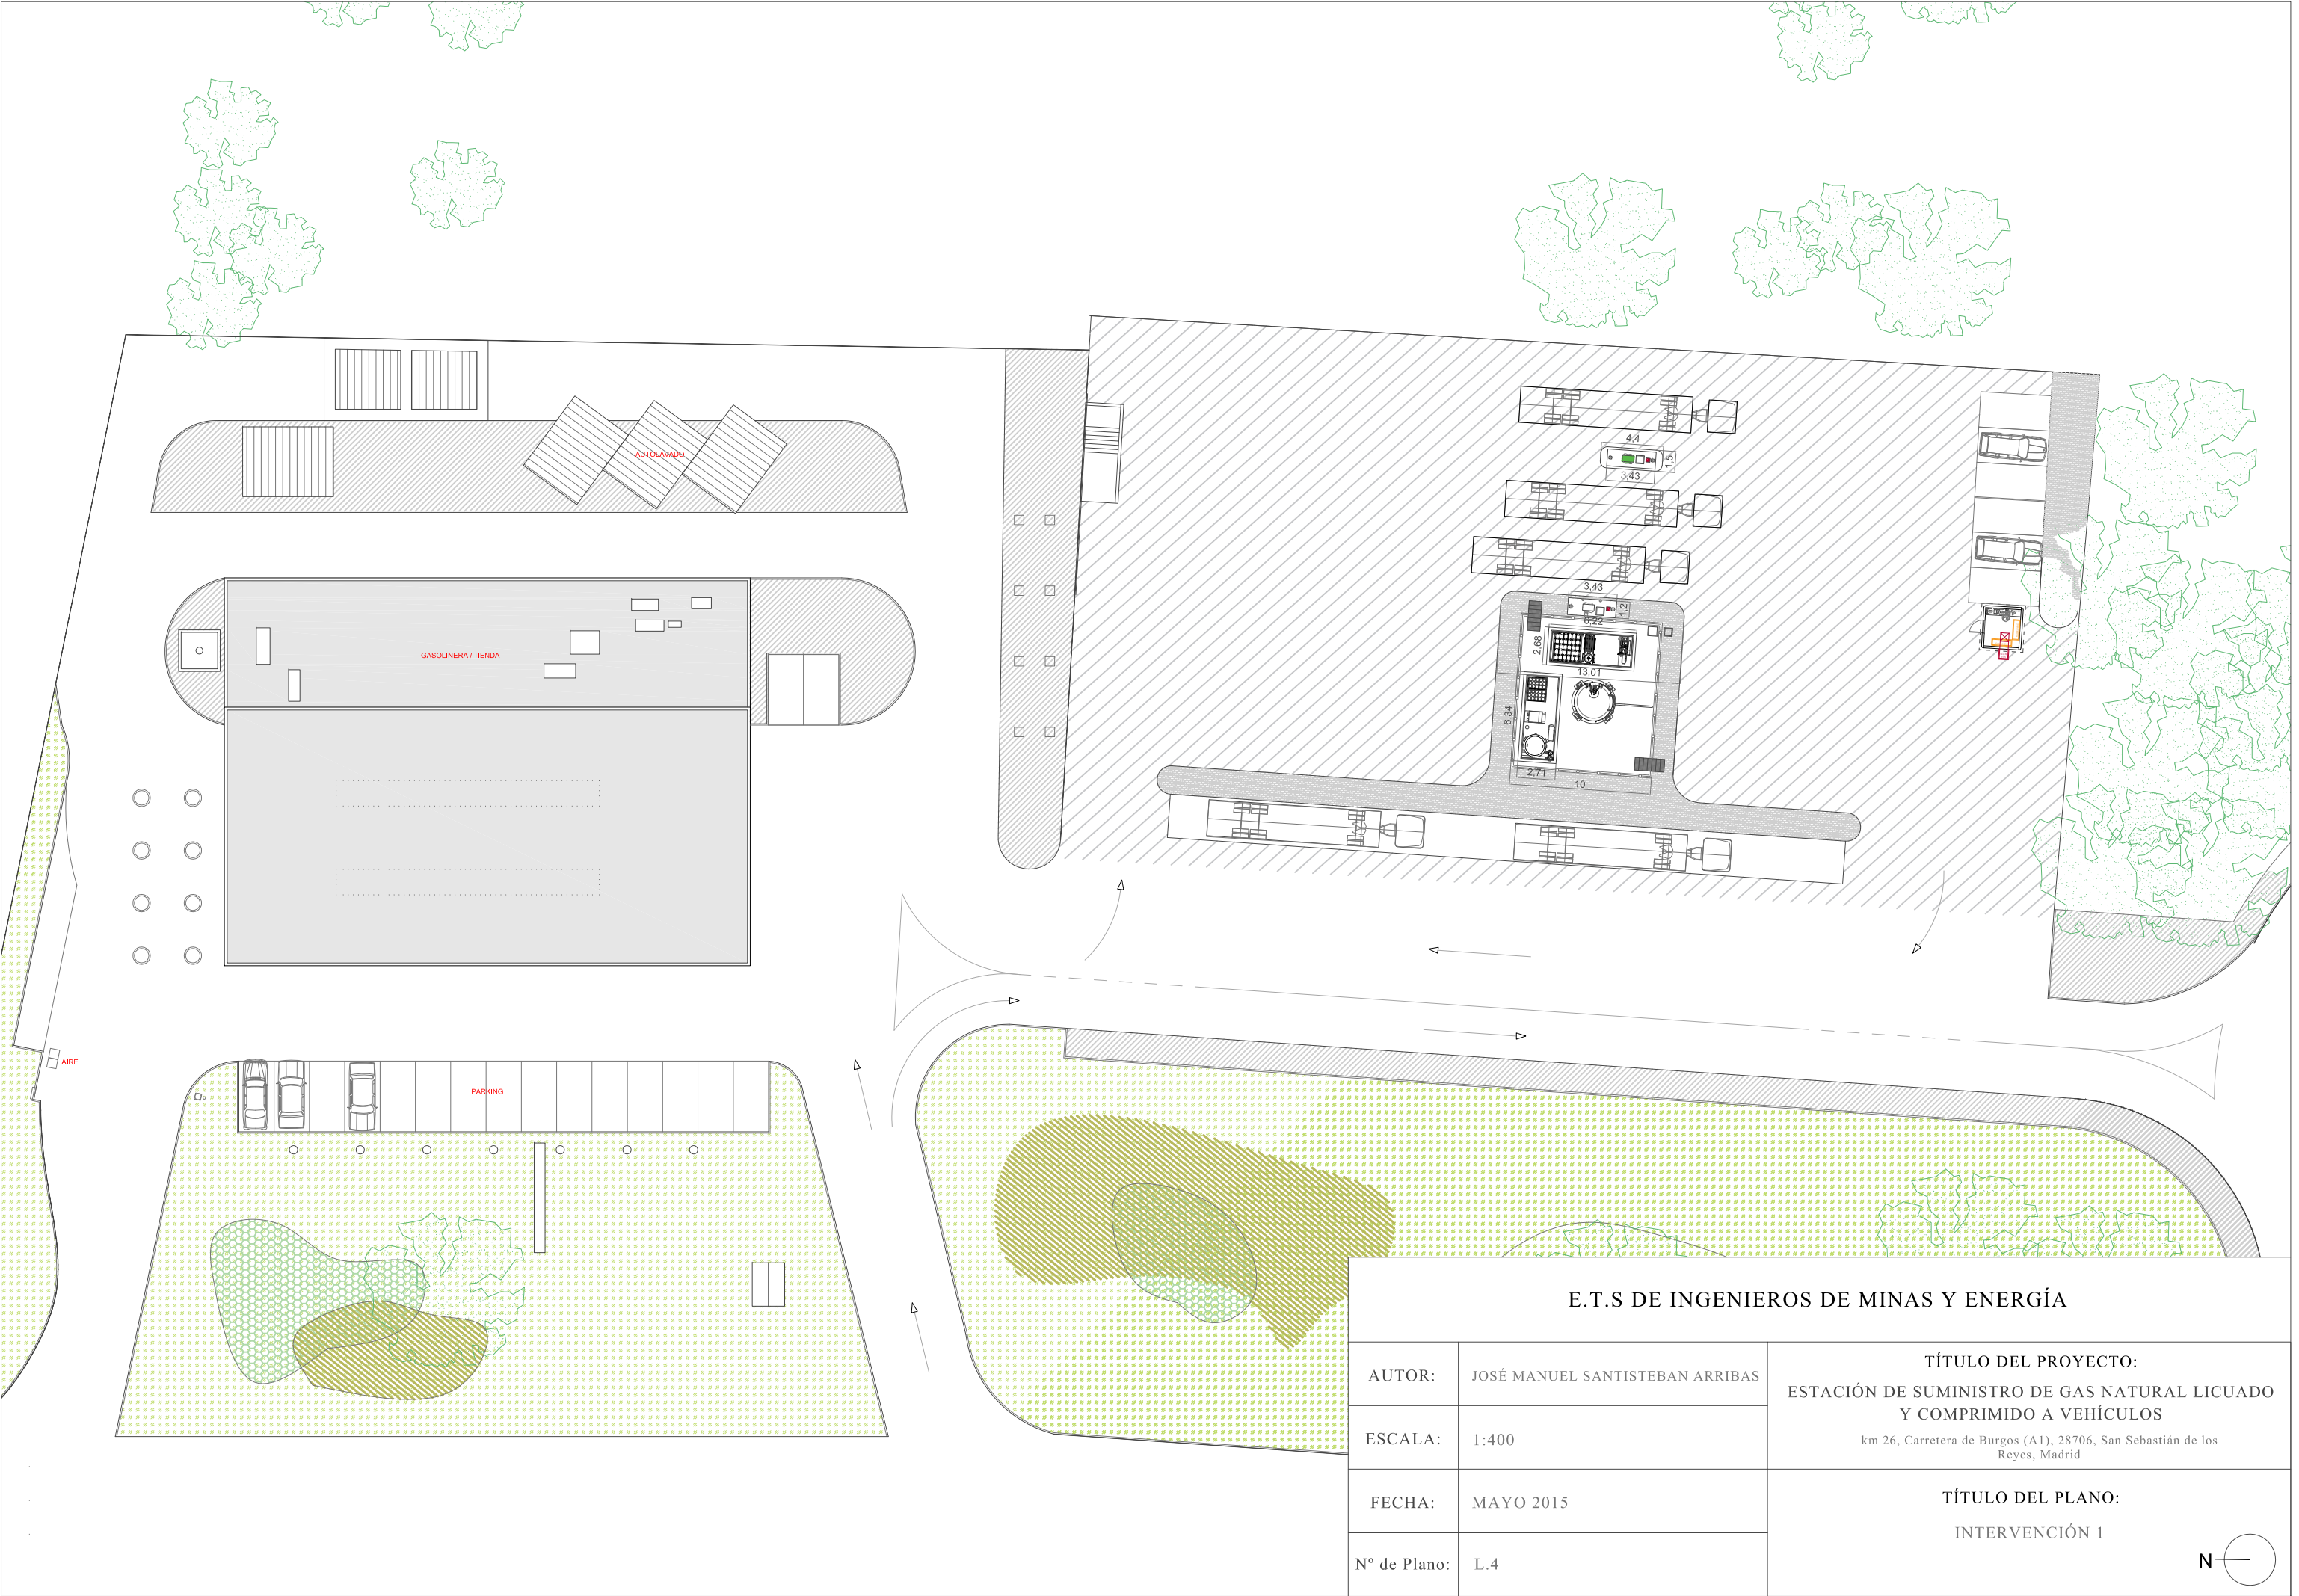 AUTOLAVADO
4,4
1,5
3,43
GASOLINERA / TIENDA
3,43
1,2
6,22
2,68
13,01
6,34
2,71
10
AIRE
PARKING
E.T.S DE INGENIEROS DE MINAS Y ENERGÍA
AUTOR:
JOSÉ MANUEL SANTISTEBAN ARRIBAS
ESCALA:
1:400
FECHA:
MAYO 2015
Nº de Plano:
L.4
TÍTULO DEL PROYECTO:
ESTACIÓN DE SUMINISTRO DE GAS NATURAL LICUADO
Y COMPRIMIDO A VEHÍCULOS
km 26, Carretera de Burgos (A1), 28706, San Sebastián de los
Reyes, Madrid
TÍTULO DEL PLANO:
INTERVENCIÓN 1
N